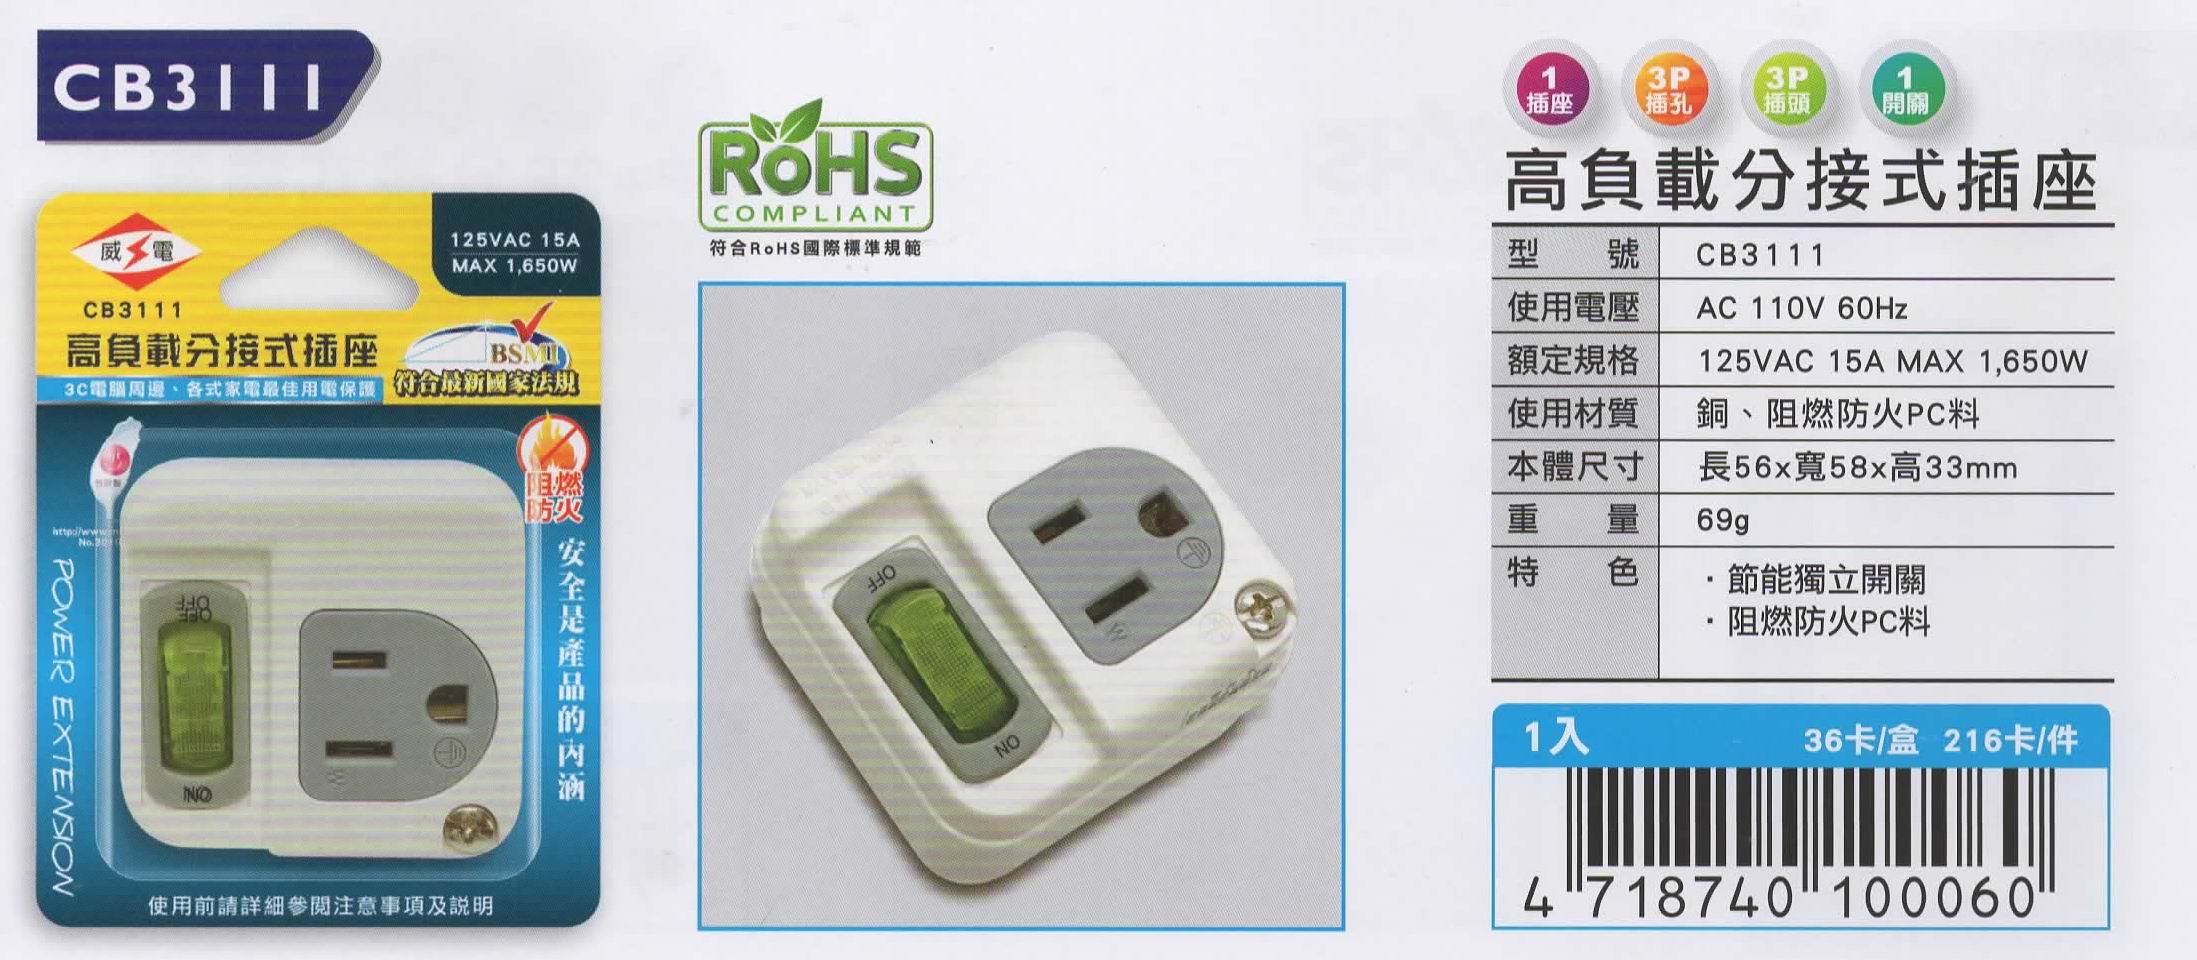 CB3111
威電
125VAC 15A
MAX 1,650W
CB3111
高負載分接式插座
BSMI
符合最新國家法規
3C電腦周邊、各式家電最佳用電保護
阻燃
防火
http://www
安全是產品的內涵
POWER EXTENSION
OFF
OFF
W
NO
使用前請詳細參閱注意事項及説明
RoHS
COMPLIANT
符合RoHS國際標準規範
OFF
W
NO
1
插座
3P
插孔
3P
插頭
1
開關
高負載分接式插座
型號 CB3111
使用電壓 AC 110V 60Hz
額定規格 125VAC 15A MAX 1,650W
使用材質 銅、阻燃防火PC料
本體尺寸 長56x寬58x高33mm
重量 69g
特色 ・節能獨立開關
・阻燃防火PC料
1入 36卡/盒 216卡/件
4 718740 100060